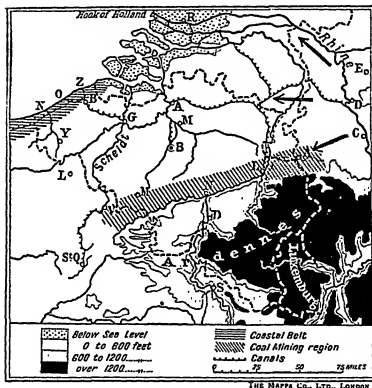 Hook of Holland
R
Rhine
E.
Z
O
B
N
A
D
M
G
Y
C.
Scheldt
B
L.
D
St Q.
dennes
Luxemburg
S
Below Sea Level
0 to 600 feet
600 to 1200
over 1200
Coastal Belt
Coal Mining region
Canals
0 25 50 75 MILES
THE MAPPA Co., LTD., LONDON